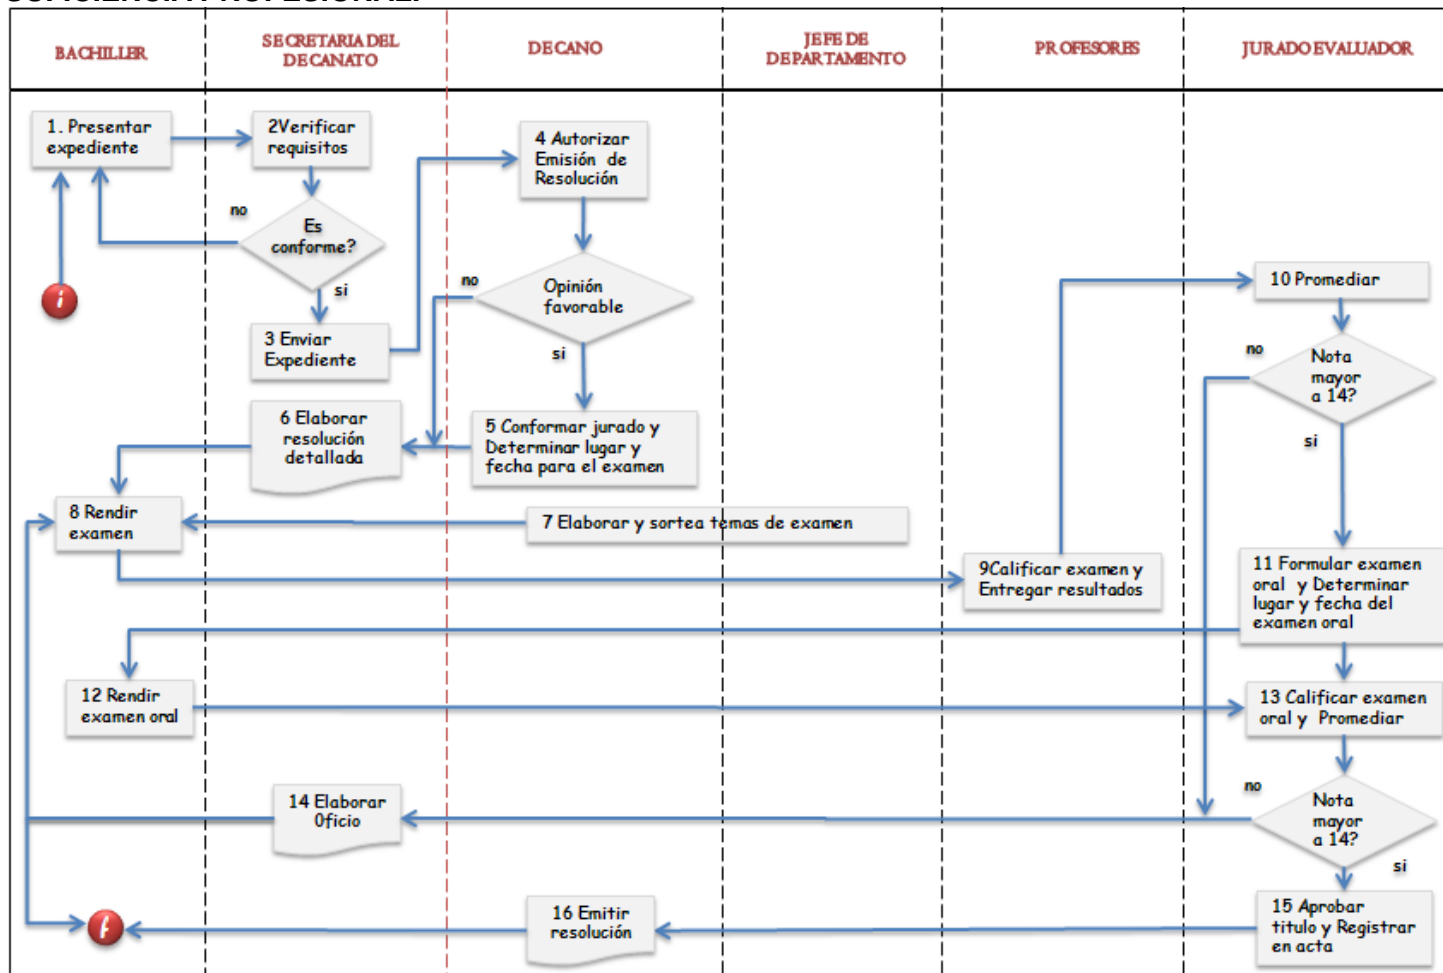 SUFICIENCIA PROFESIONAL.
BACHILLER
SECRETARIA DEL
DECANATO
DECANO
JEFE DE
DEPARTAMENTO
PROFESORES
JURADO EVALUADOR
1. Presentar
expediente
2Verificar
requisitos
4 Autorizar
Emisión de
Resolución
no
Es
conforme?
si
i
no
Opinión
favorable
si
10 Promediar
3 Enviar
Expediente
no
Nota
mayor
a 14?
si
6 Elaborar
resolución
detallada
5 Conformar jurado y
Determinar lugar y
fecha para el examen
8 Rendir
examen
7 Elaborar y sortea temas de examen
9Calificar examen y
Entregar resultados
11 Formular examen
oral y Determinar
lugar y fecha del
examen oral
12 Rendir
examen oral
13 Calificar examen
oral y Promediar
14 Elaborar
Oficio
no
Nota
mayor
a 14?
si
f
16 Emitir
resolución
15 Aprobar
titulo y Registrar
en acta